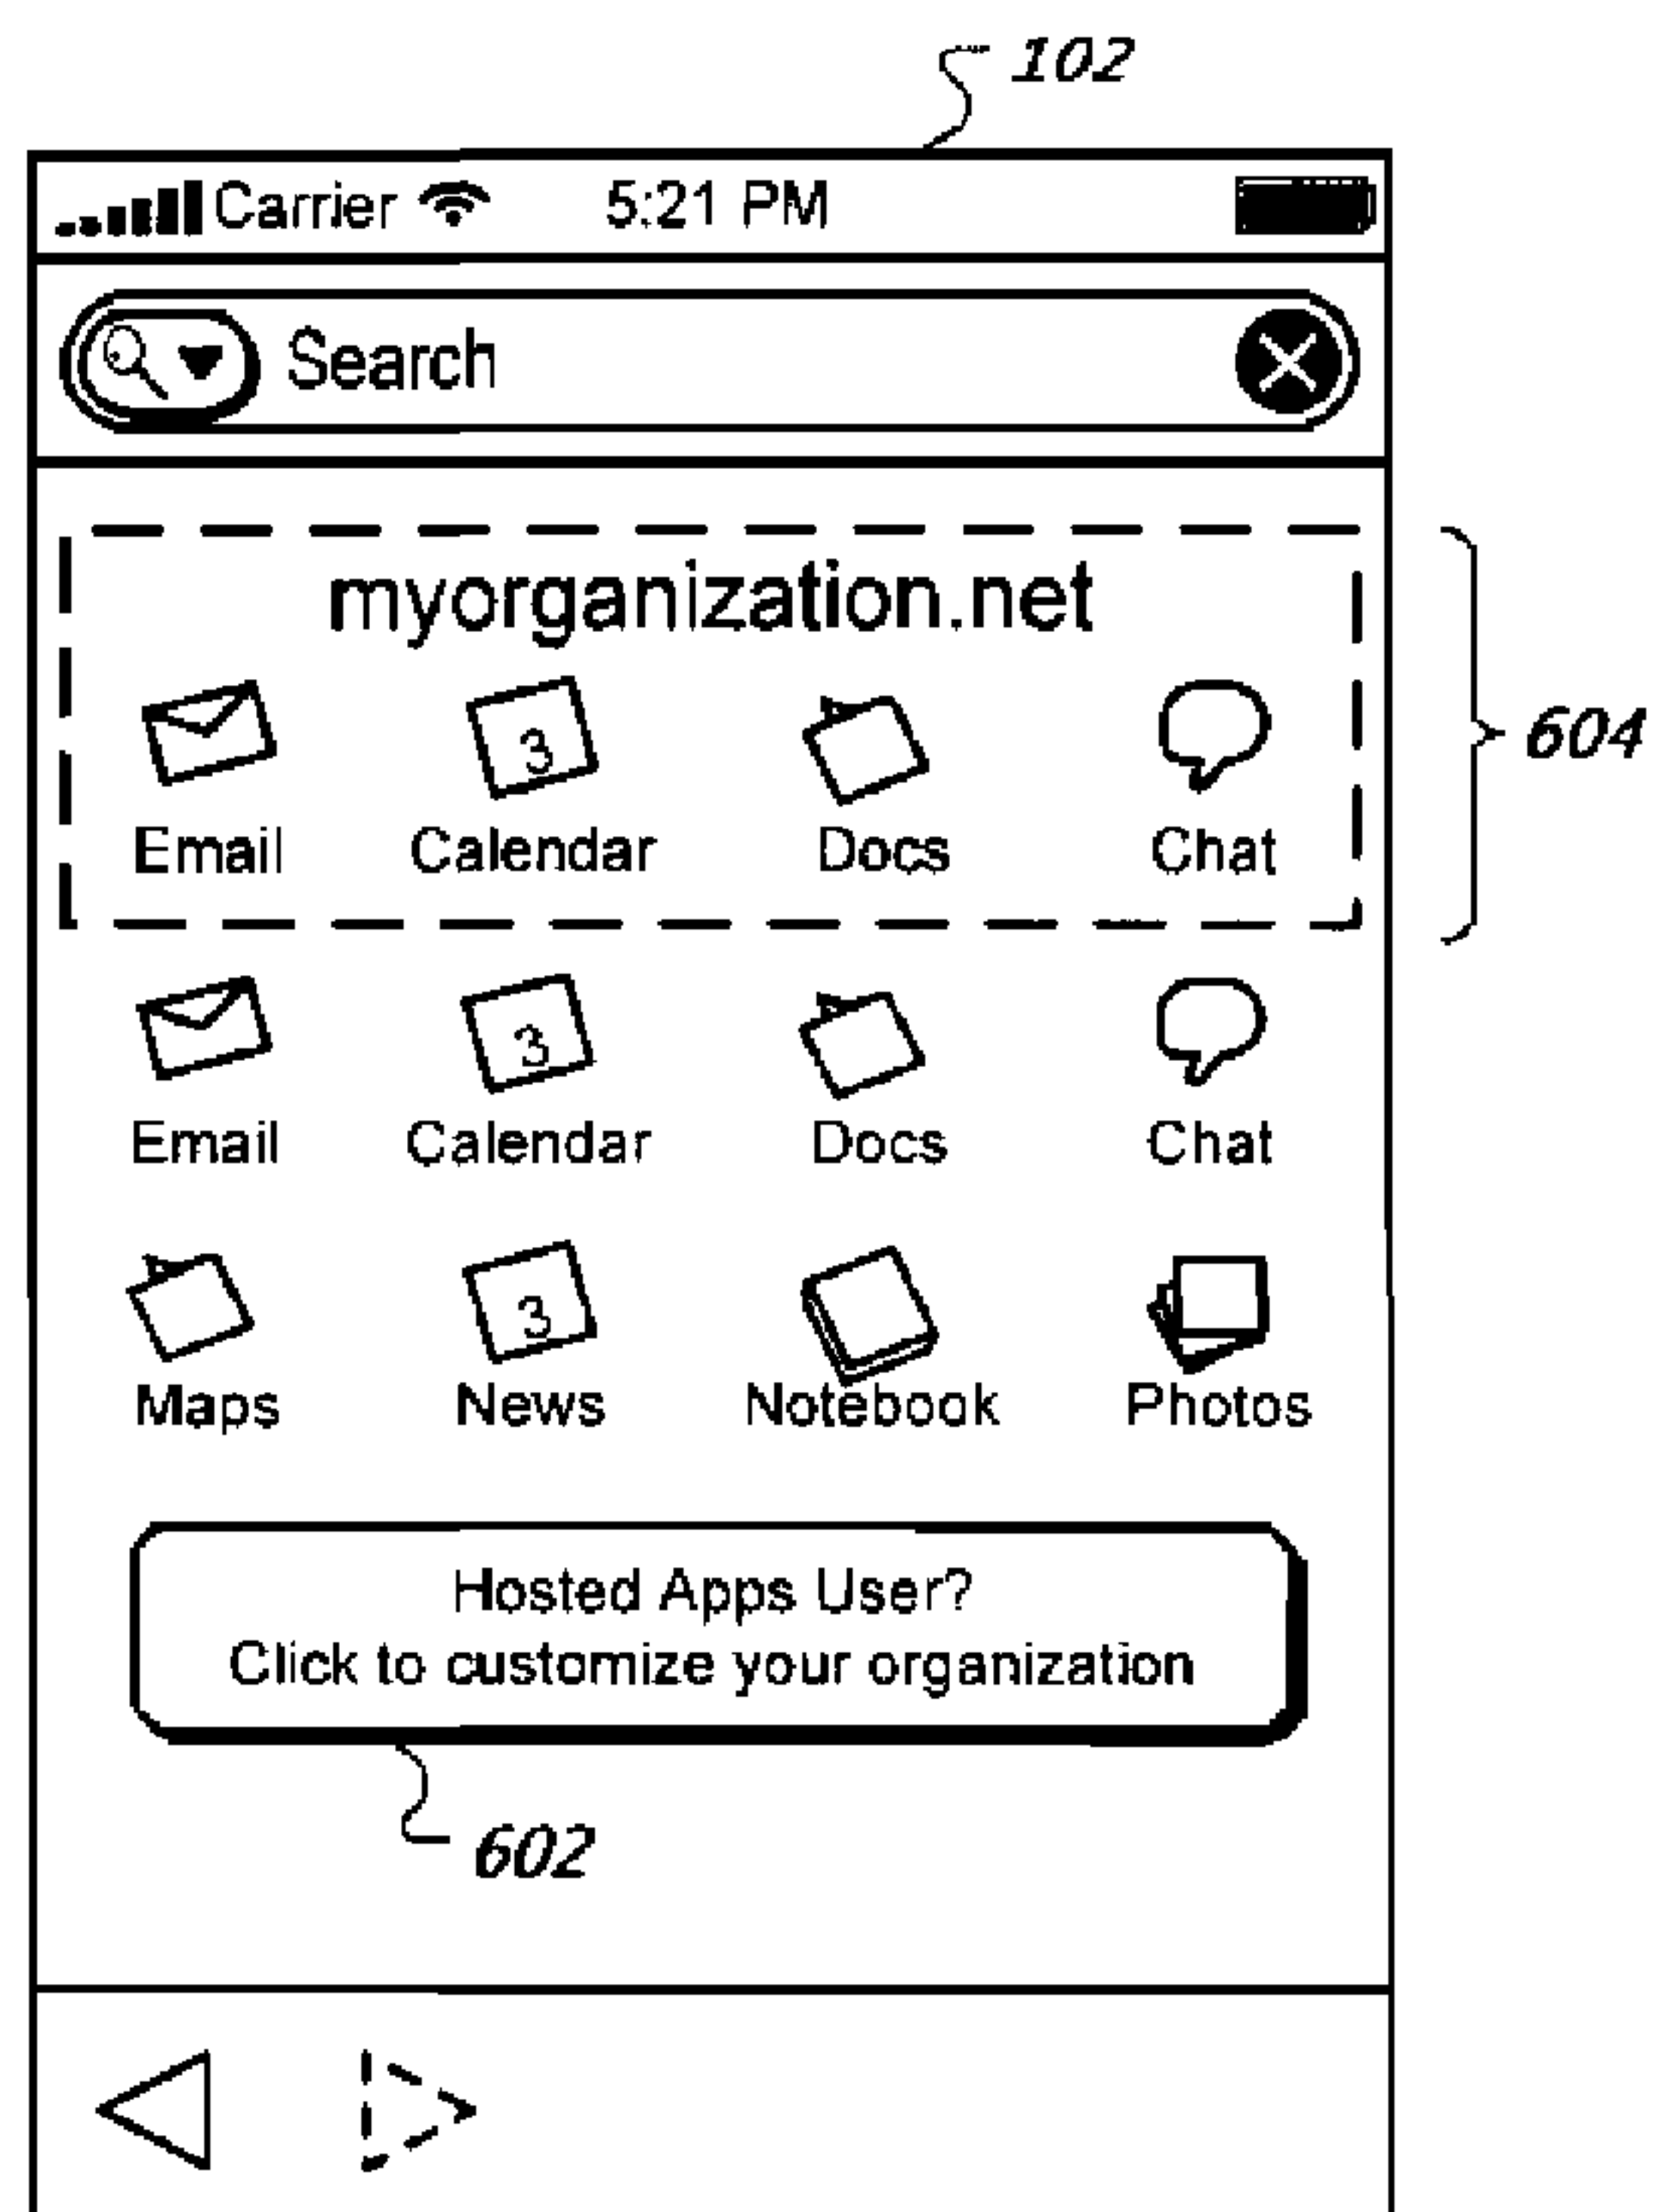 102
Carrier 5:21 PM
Search
myorganization.net
3
Email Calendar Docs Chat
604
3
Email Calendar Docs Chat
3
Maps News Notebook Photos
Hosted Apps User?
Click to customize your organization
602